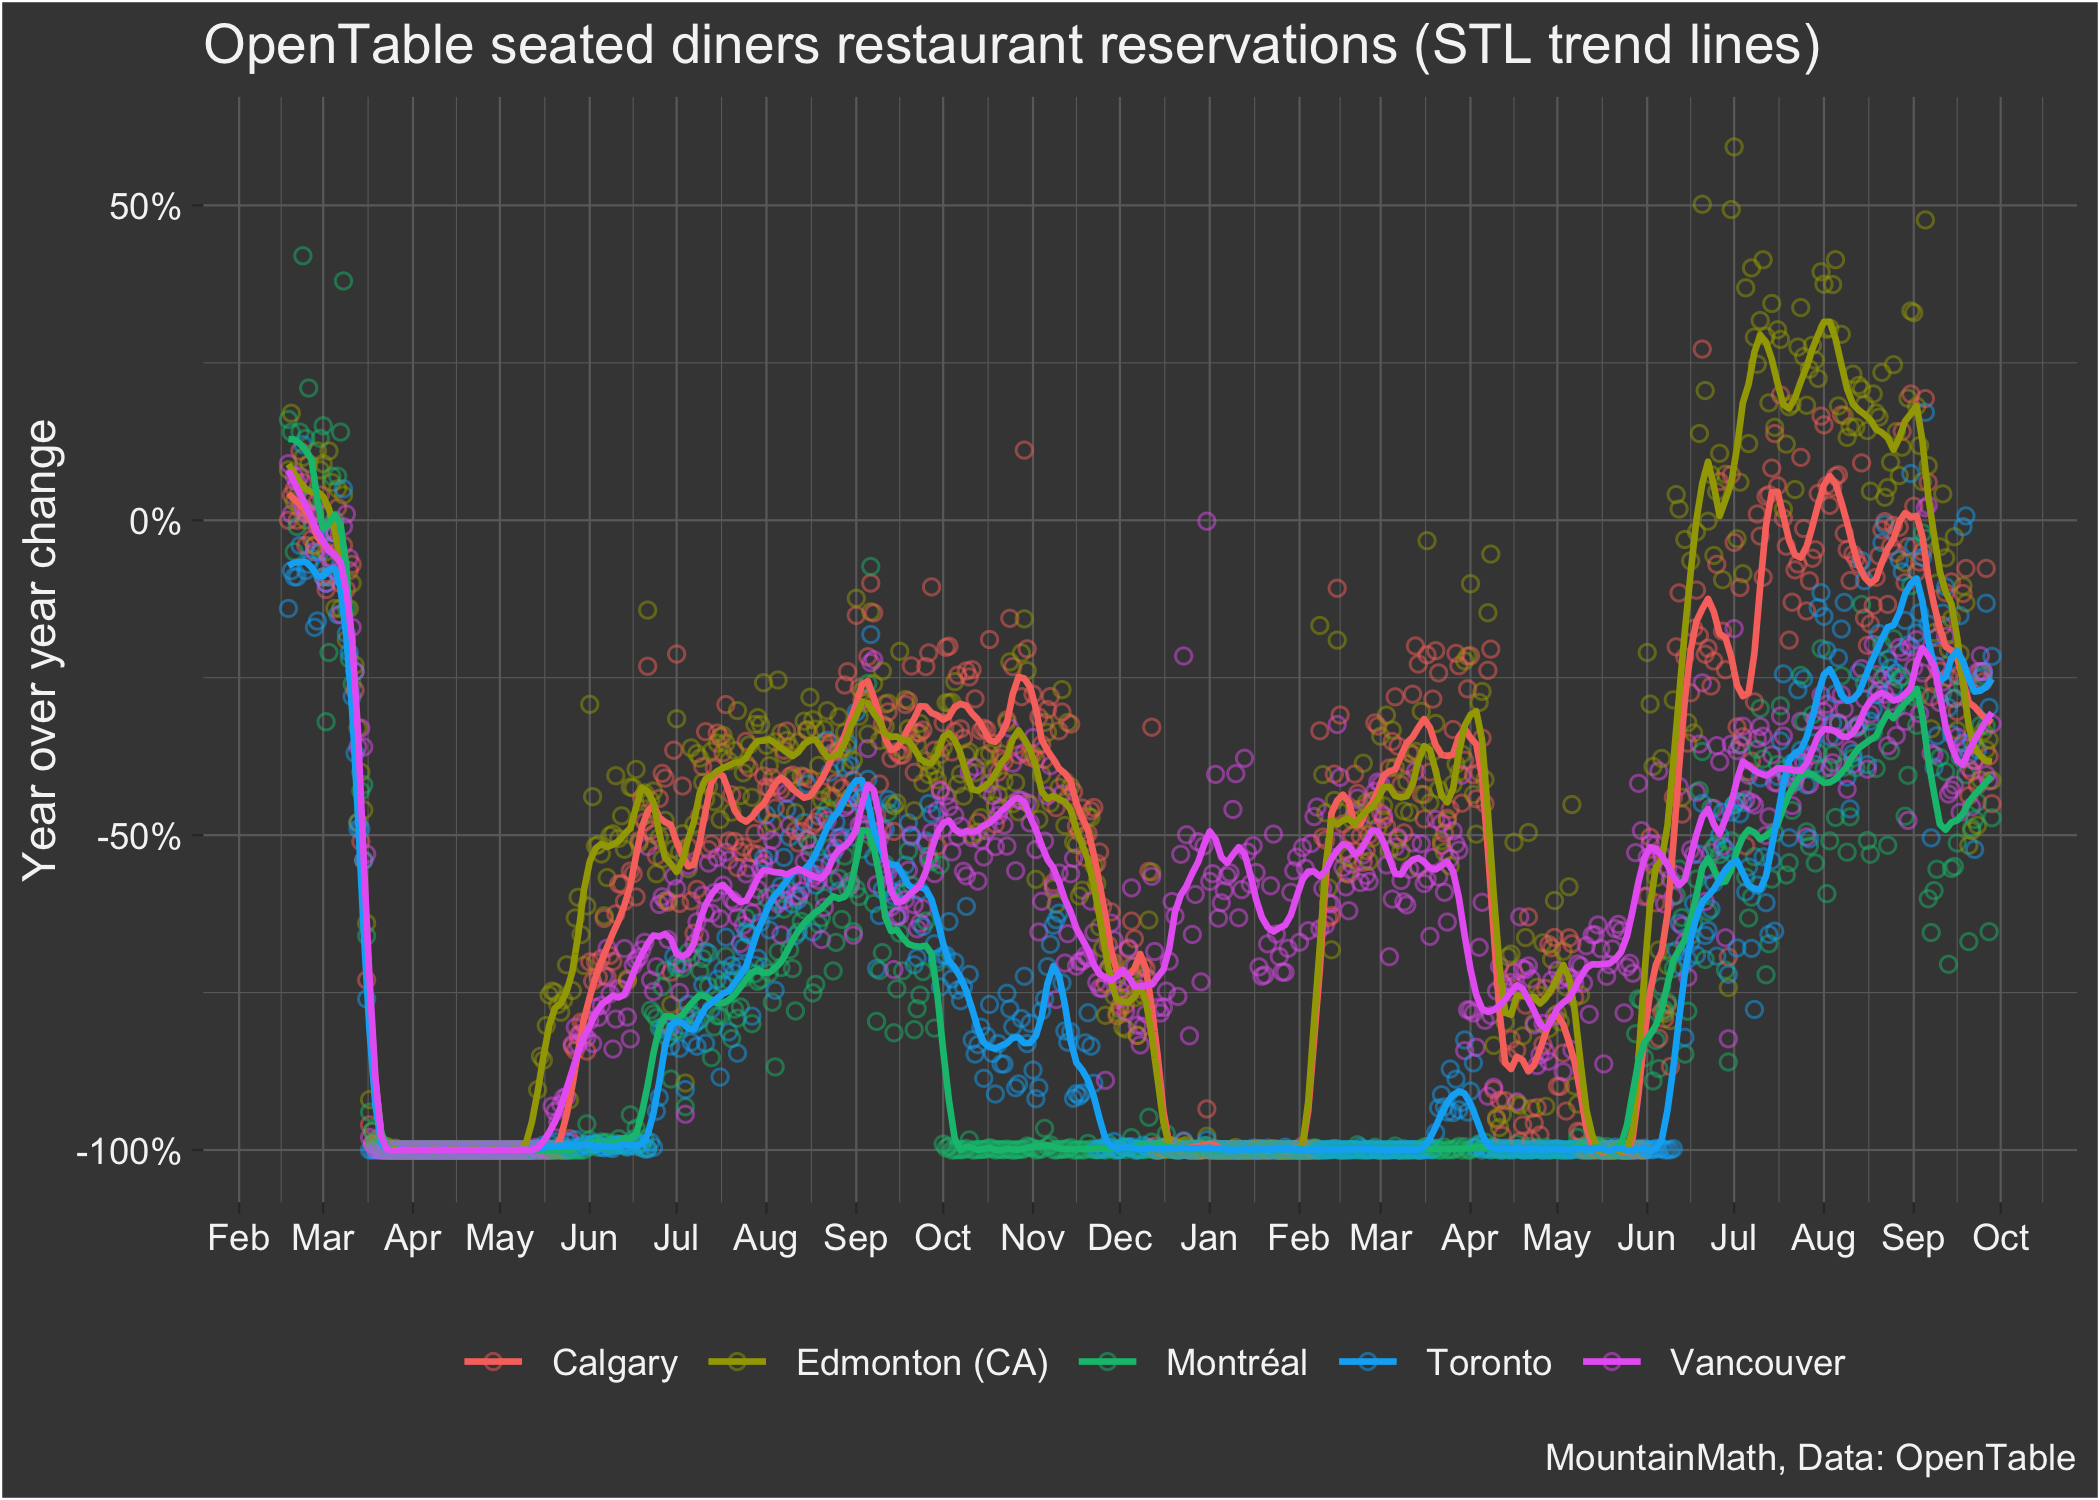 OpenTable seated diners restaurant reservations (STL trend lines)
Year over year change
50%
0%
-50%
-100%
Feb Mar Apr May Jun Jul Aug Sep Oct Nov Dec Jan Feb Mar Apr May Jun Jul Aug Sep Oct
Calgary Edmonton (CA) Montréal Toronto Vancouver
MountainMath, Data: OpenTable